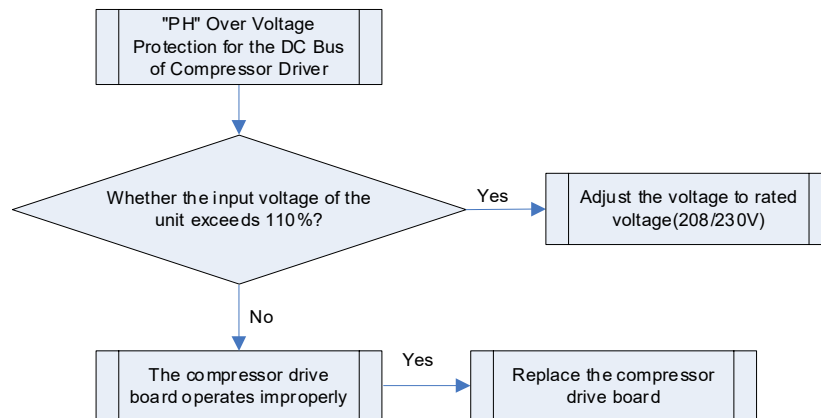 "PH" Over Voltage
Protection for the DC Bus
of Compressor Driver
Whether the input voltage of the
unit exceeds 110%?
Yes
Adjust the voltage to rated
voltage(208/230V)
No
The compressor drive
board operates improperly
Yes
Replace the compressor
drive board